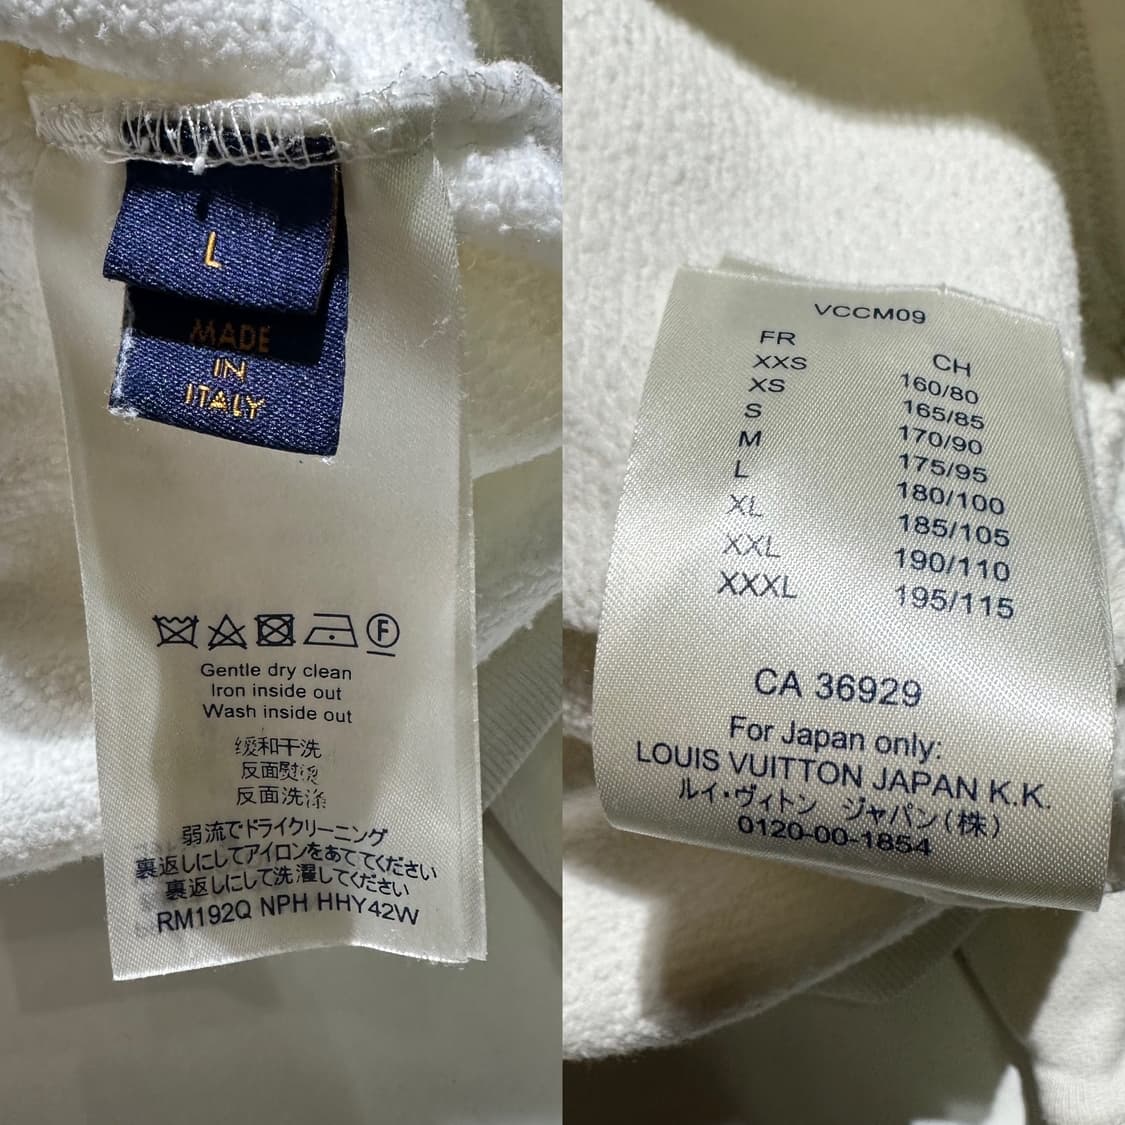 L
MADE
IN
ITALY
F
Gentle dry clean
Iron inside out
Wash inside out
缓和干洗
反面熨烫
反面洗涤
弱流でドライクリーニング
裏返しにしてアイロンをあててください
裏返しにして洗濯してください
RM192Q NPH HHY42W
VCCM09
FR CH
XXS 160/80
XS 165/85
S 170/90
M 175/95
L 180/100
XL 185/105
XXL 190/110
XXXL 195/115
CA 36929
For Japan only:
LOUIS VUITTON JAPAN K.K.
ルイ・ヴィトン ジャパン(株)
0120-00-1854